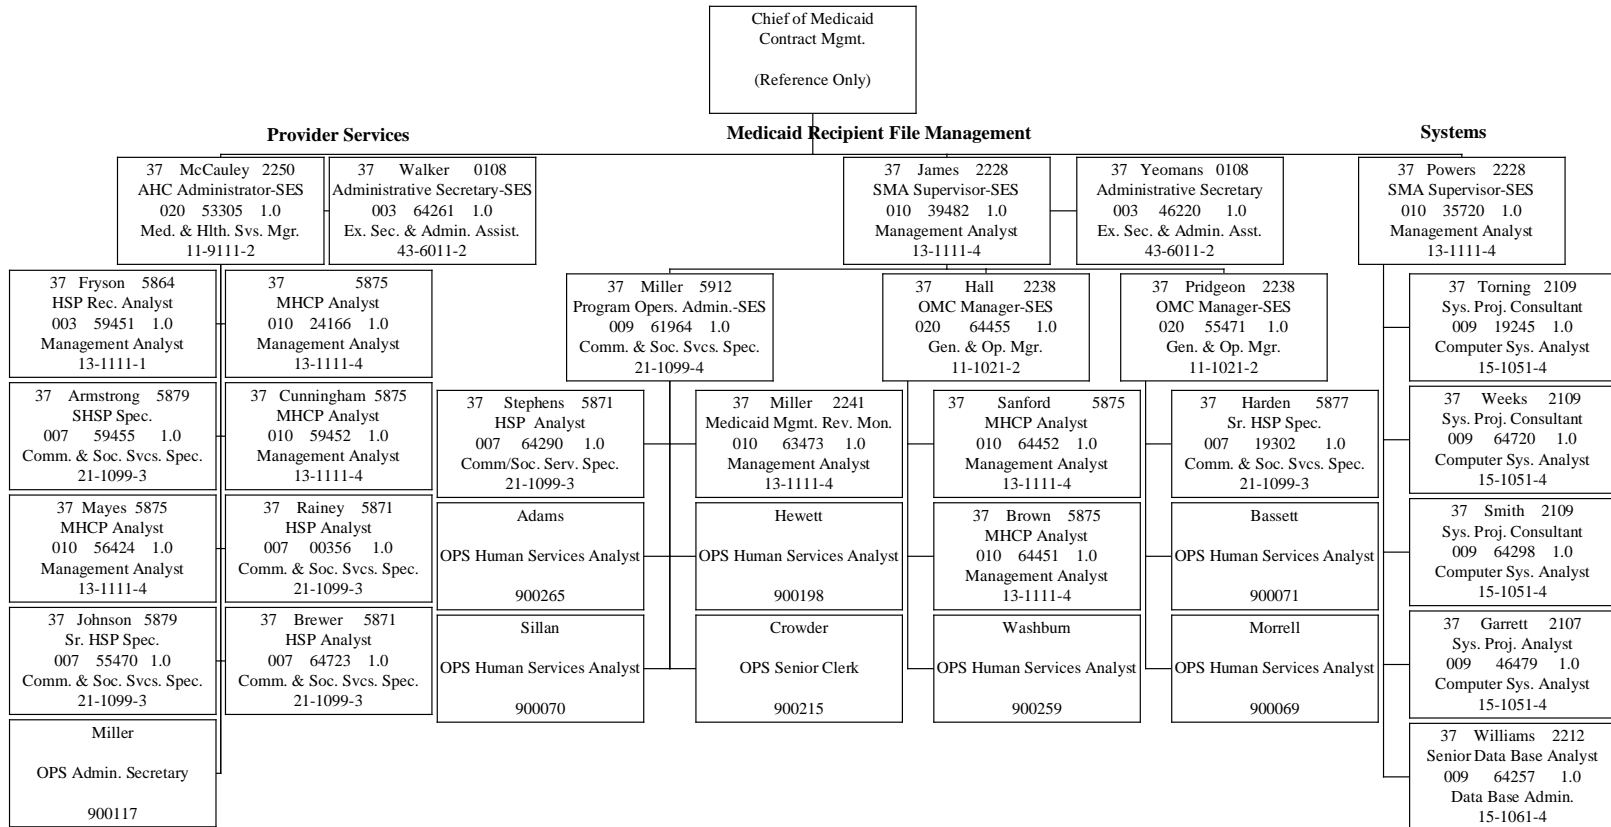 Chief of Medicaid
Contract Mgmt.
(Reference Only)
Provider Services
Medicaid Recipient File Management
Systems
37 McCauley 2250
AHC Administrator-SES
020 53305 1.0
Med. & Hlth. Svs. Mgr.
11-9111-2
37 Walker 0108
Administrative Secretary-SES
003 64261 1.0
Ex. Sec. & Admin. Assist.
43-6011-2
37 James 2228
SMA Supervisor-SES
010 39482 1.0
Management Analyst
13-1111-4
37 Yeomans 0108
Administrative Secretary
003 46220 1.0
Ex. Sec. & Admin. Asst.
43-6011-2
37 Powers 2228
SMA Supervisor-SES
010 35720 1.0
Management Analyst
13-1111-4
37 Fryson 5864
HSP Rec. Analyst
003 59451 1.0
Management Analyst
13-1111-1
37 5875
MHCP Analyst
010 24166 1.0
Management Analyst
13-1111-4
37 Armstrong 5879
SHSP Spec.
007 59455 1.0
Comm. & Soc. Svcs. Spec.
21-1099-3
37 Cunningham 5875
MHCP Analyst
010 59452 1.0
Management Analyst
13-1111-4
37 Mayes 5875
MHCP Analyst
010 56424 1.0
Management Analyst
13-1111-4
37 Rainey 5871
HSP Analyst
007 00356 1.0
Comm. & Soc. Svcs. Spec.
21-1099-3
37 Johnson 5879
Sr. HSP Spec.
007 55470 1.0
Comm. & Soc. Svcs. Spec.
21-1099-3
37 Brewer 5871
HSP Analyst
007 64723 1.0
Comm. & Soc. Svcs. Spec.
21-1099-3
Miller
OPS Admin. Secretary
900117
37 Miller 5912
Program Opers. Admin.-SES
009 61964 1.0
Comm. & Soc. Svcs. Spec.
21-1099-4
37 Hall 2238
OMC Manager-SES
020 64455 1.0
Gen. & Op. Mgr.
11-1021-2
37 Pridgeon 2238
OMC Manager-SES
020 55471 1.0
Gen. & Op. Mgr.
11-1021-2
37 Stephens 5871
HSP Analyst
007 64290 1.0
Comm/Soc. Serv. Spec.
21-1099-3
37 Miller 2241
Medicaid Mgmt. Rev. Mon.
010 63473 1.0
Management Analyst
13-1111-4
37 Sanford 5875
MHCP Analyst
010 64452 1.0
Management Analyst
13-1111-4
37 Harden 5877
Sr. HSP Spec.
007 19302 1.0
Comm. & Soc. Svcs. Spec.
21-1099-3
Adams
OPS Human Services Analyst
900265
Hewett
OPS Human Services Analyst
900198
37 Brown 5875
MHCP Analyst
010 64451 1.0
Management Analyst
13-1111-4
Bassett
OPS Human Services Analyst
900071
Sillan
OPS Human Services Analyst
900070
Crowder
OPS Senior Clerk
900215
Washburn
OPS Human Services Analyst
900259
Morrell
OPS Human Services Analyst
900069
37 Torning 2109
Sys. Proj. Consultant
009 19245 1.0
Computer Sys. Analyst
15-1051-4
37 Weeks 2109
Sys. Proj. Consultant
009 64720 1.0
Computer Sys. Analyst
15-1051-4
37 Smith 2109
Sys. Proj. Consultant
009 64298 1.0
Computer Sys. Analyst
15-1051-4
37 Garrett 2107
Sys. Proj. Analyst
009 46479 1.0
Computer Sys. Analyst
15-1051-4
37 Williams 2212
Senior Data Base Analyst
009 64257 1.0
Data Base Admin.
15-1061-4